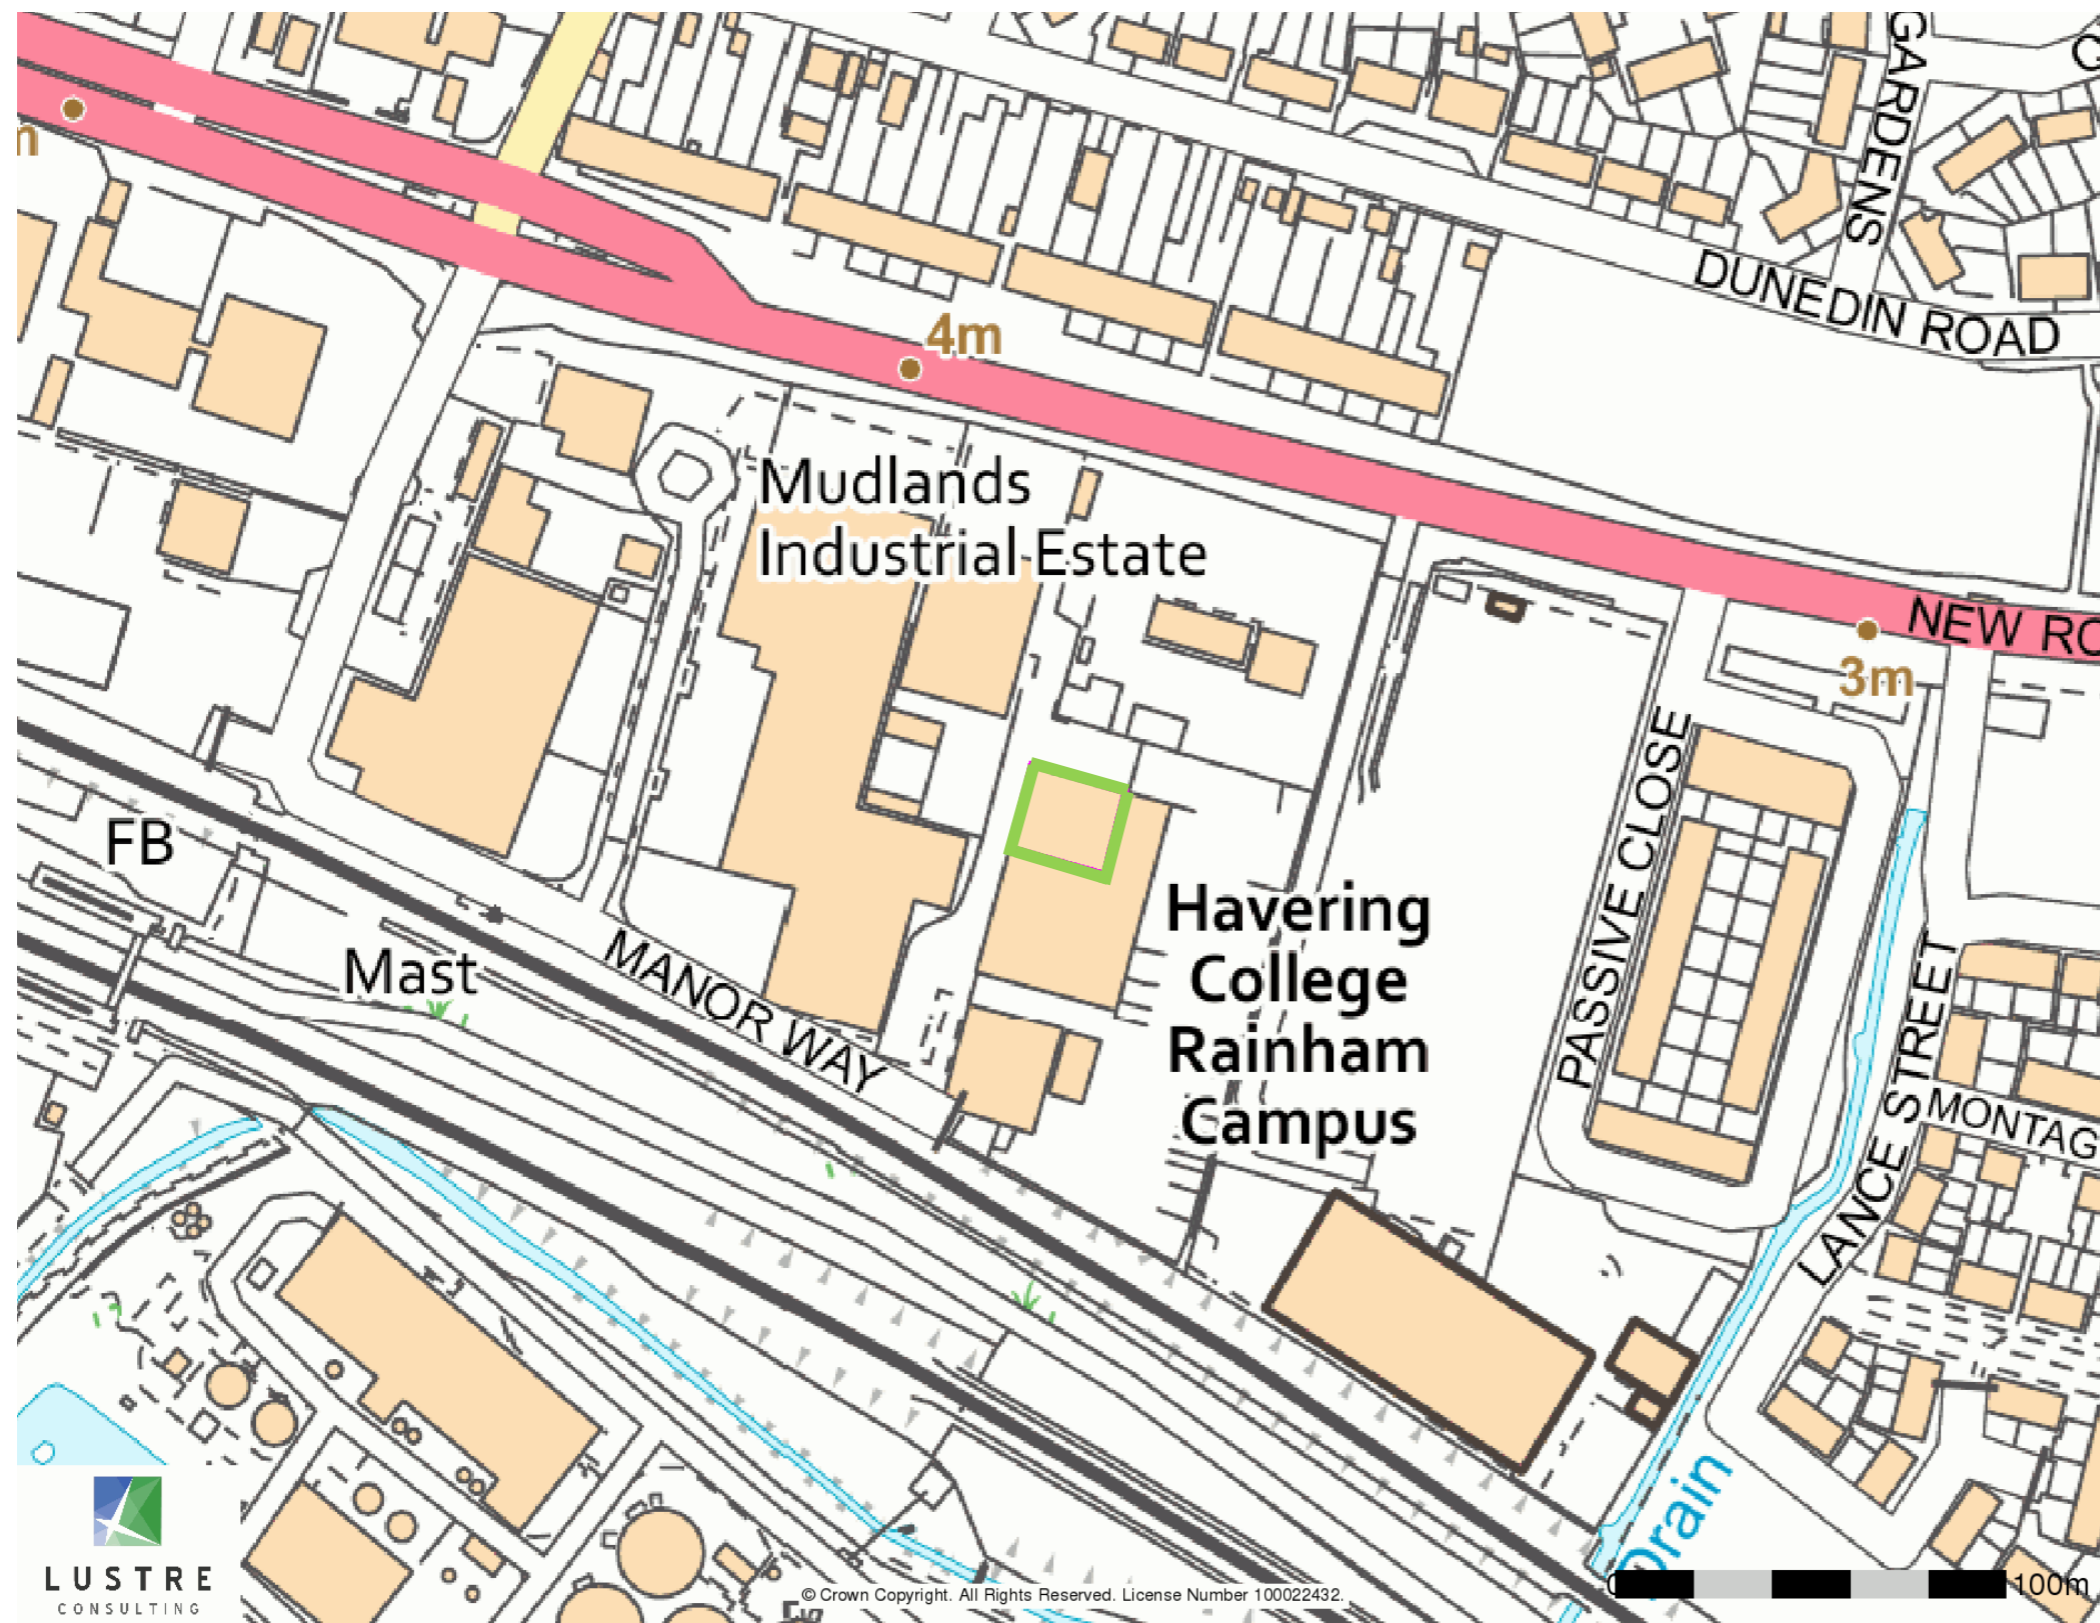 GARDENS
DUNEDIN ROAD
4m
Mudlands
Industrial Estate
NEW RO
3m
PASSIVE CLOSE
FB
Mast
MANOR WAY
Havering
College
Rainham
Campus
LANCE STREET
MONTAG
Drain
LUSTRE
CONSULTING
© Crown Copyright. All Rights Reserved. License Number 100022432.
0
100m